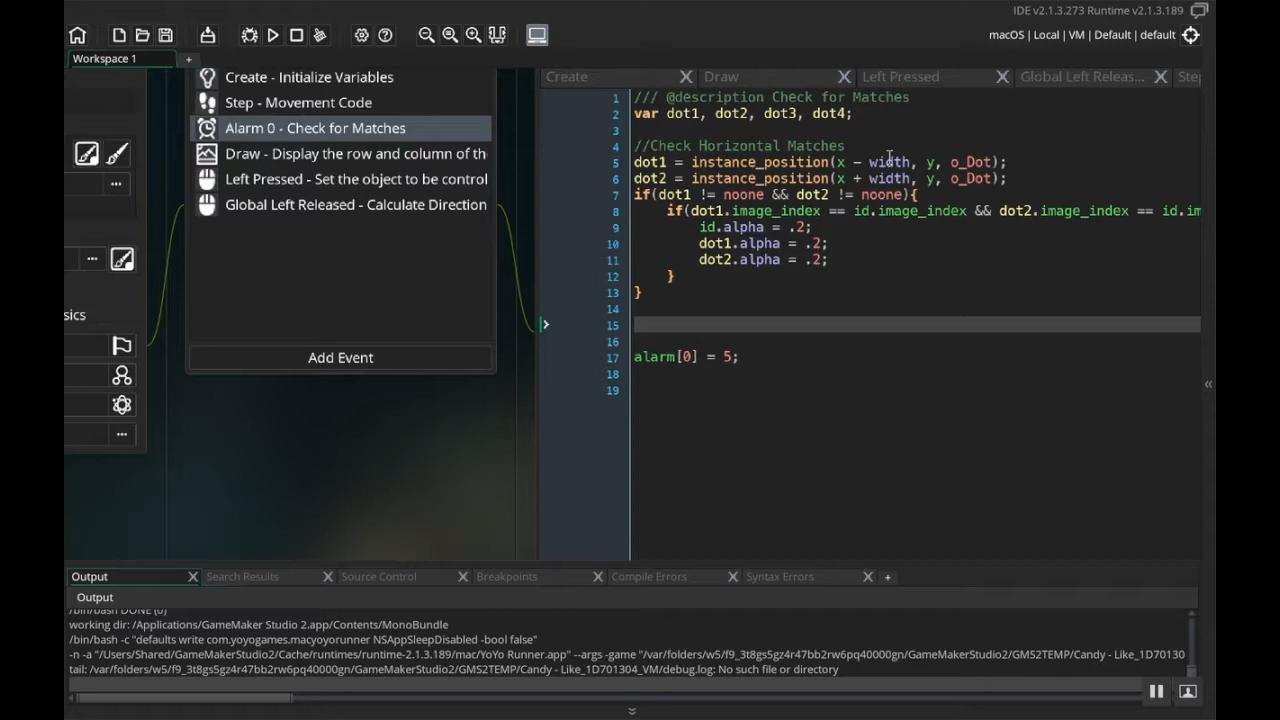 IDE v2.1.3.273 Runtime v2.1.3.189
macOS | Local | VM | Default | default
Workspace 1
+
Create - Initialize Variables
Step - Movement Code
Alarm 0 - Check for Matches
Draw - Display the row and column of th
Left Pressed - Set the object to be control
Global Left Released - Calculate Direction
Add Event
sics
Create
Draw
Left Pressed
Global Left Releas...
Step
1 /// @description Check for Matches
2 var dot1, dot2, dot3, dot4;
3
4 //Check Horizontal Matches
5 dot1 = instance_position(x - width, y, o_Dot);
6 dot2 = instance_position(x + width, y, o_Dot);
7 if(dot1 != noone && dot2 != noone){
8 if(dot1.image_index == id.image_index && dot2.image_index == id.im
9 id.alpha = .2;
10 dot1.alpha = .2;
11 dot2.alpha = .2;
12 }
13 }
14
15
16
17 alarm[0] = 5;
18
19
Output
Search Results
Source Control
Breakpoints
Compile Errors
Syntax Errors
+
Output
/bin/bash DONE (0)
working dir: /Applications/GameMaker Studio 2.app/Contents/MonoBundle
/bin/bash -c "defaults write com.yoyogames.macyoyorunner NSAppSleepDisabled -bool false"
-n -a "/Users/Shared/GameMakerStudio2/Cache/runtimes/runtime-2.1.3.189/mac/YoYo Runner.app" --args -game "/var/folders/w5/f9_3t8gs5gz4r47bb2rw6pq40000gn/GameMakerStudio2/GMS2TEMP/Candy - Like_1D70130
tail: /var/folders/w5/f9_3t8gs5gz4r47bb2rw6pq40000gn/GameMakerStudio2/GMS2TEMP/Candy - Like_1D701304_VM/debug.log: No such file or directory